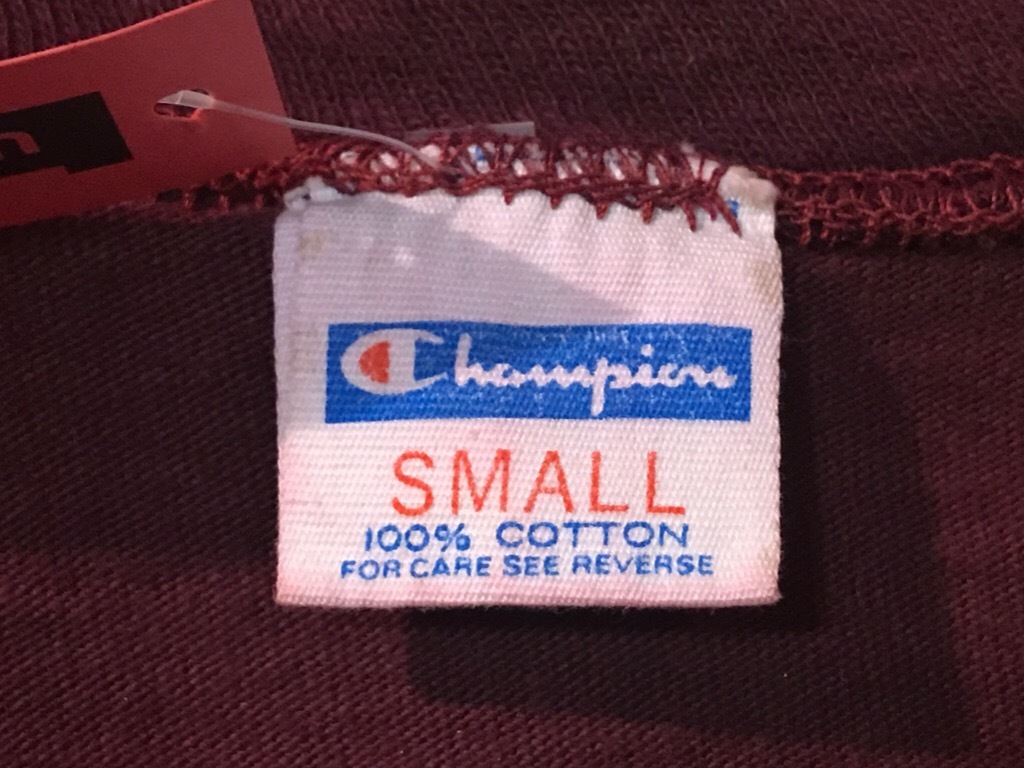 Champion
SMALL
100% COTTON
FOR CARE SEE REVERSE